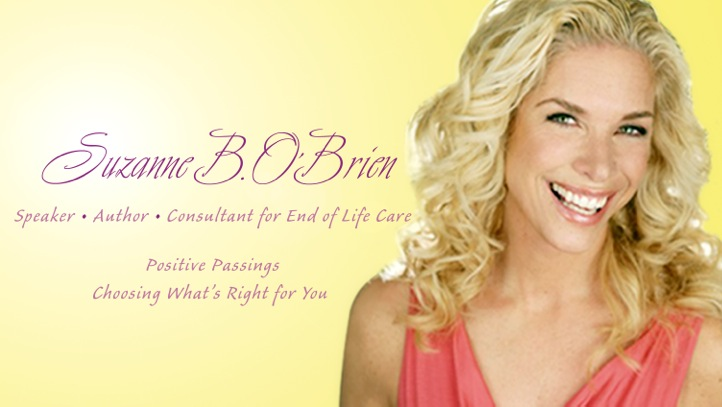 Suzanne B. O'Brien
Speaker • Author • Consultant for End of Life Care
Positive Passings
Choosing What's Right for You